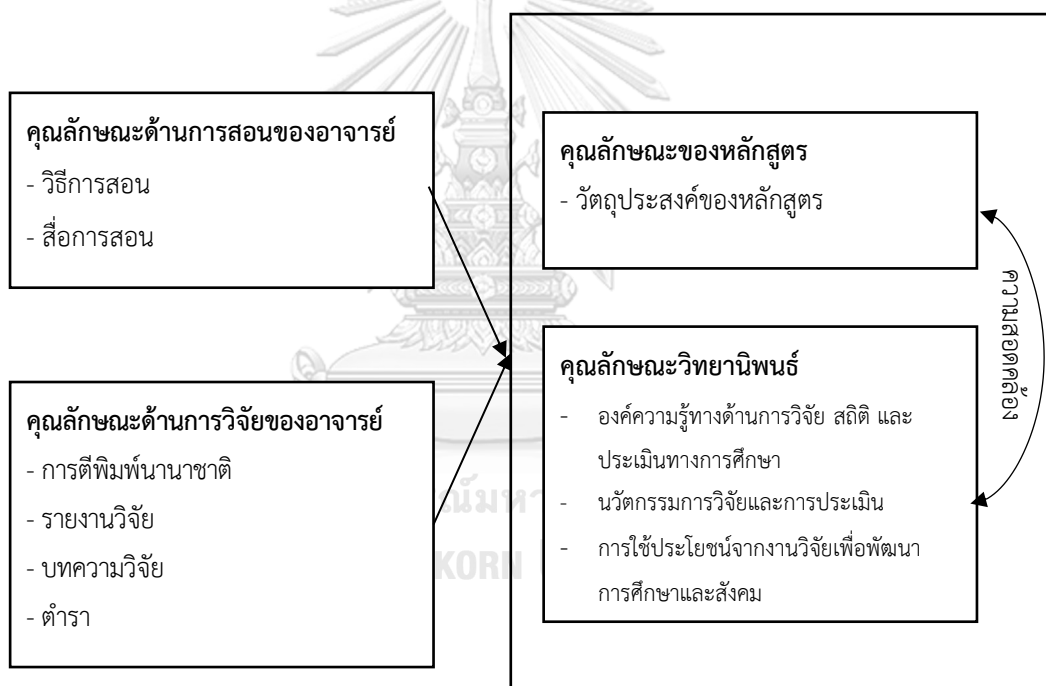 คุณลักษณะด้านการสอนของอาจารย์
- วิธีการสอน
- สื่อการสอน
คุณลักษณะด้านการวิจัยของอาจารย์
- การตีพิมพ์นานาชาติ
- รายงานวิจัย
- บทความวิจัย
- ตำรา
คุณลักษณะของหลักสูตร
- วัตถุประสงค์ของหลักสูตร
คุณลักษณะวิทยานิพนธ์
- องค์ความรู้ทางด้านการวิจัย สถิติ และ
ประเมินทางการศึกษา
- นวัตกรรมการวิจัยและการประเมิน
- การใช้ประโยชน์จากงานวิจัยเพื่อพัฒนา
การศึกษาและสังคม
ความสอดคล้อง
KORN